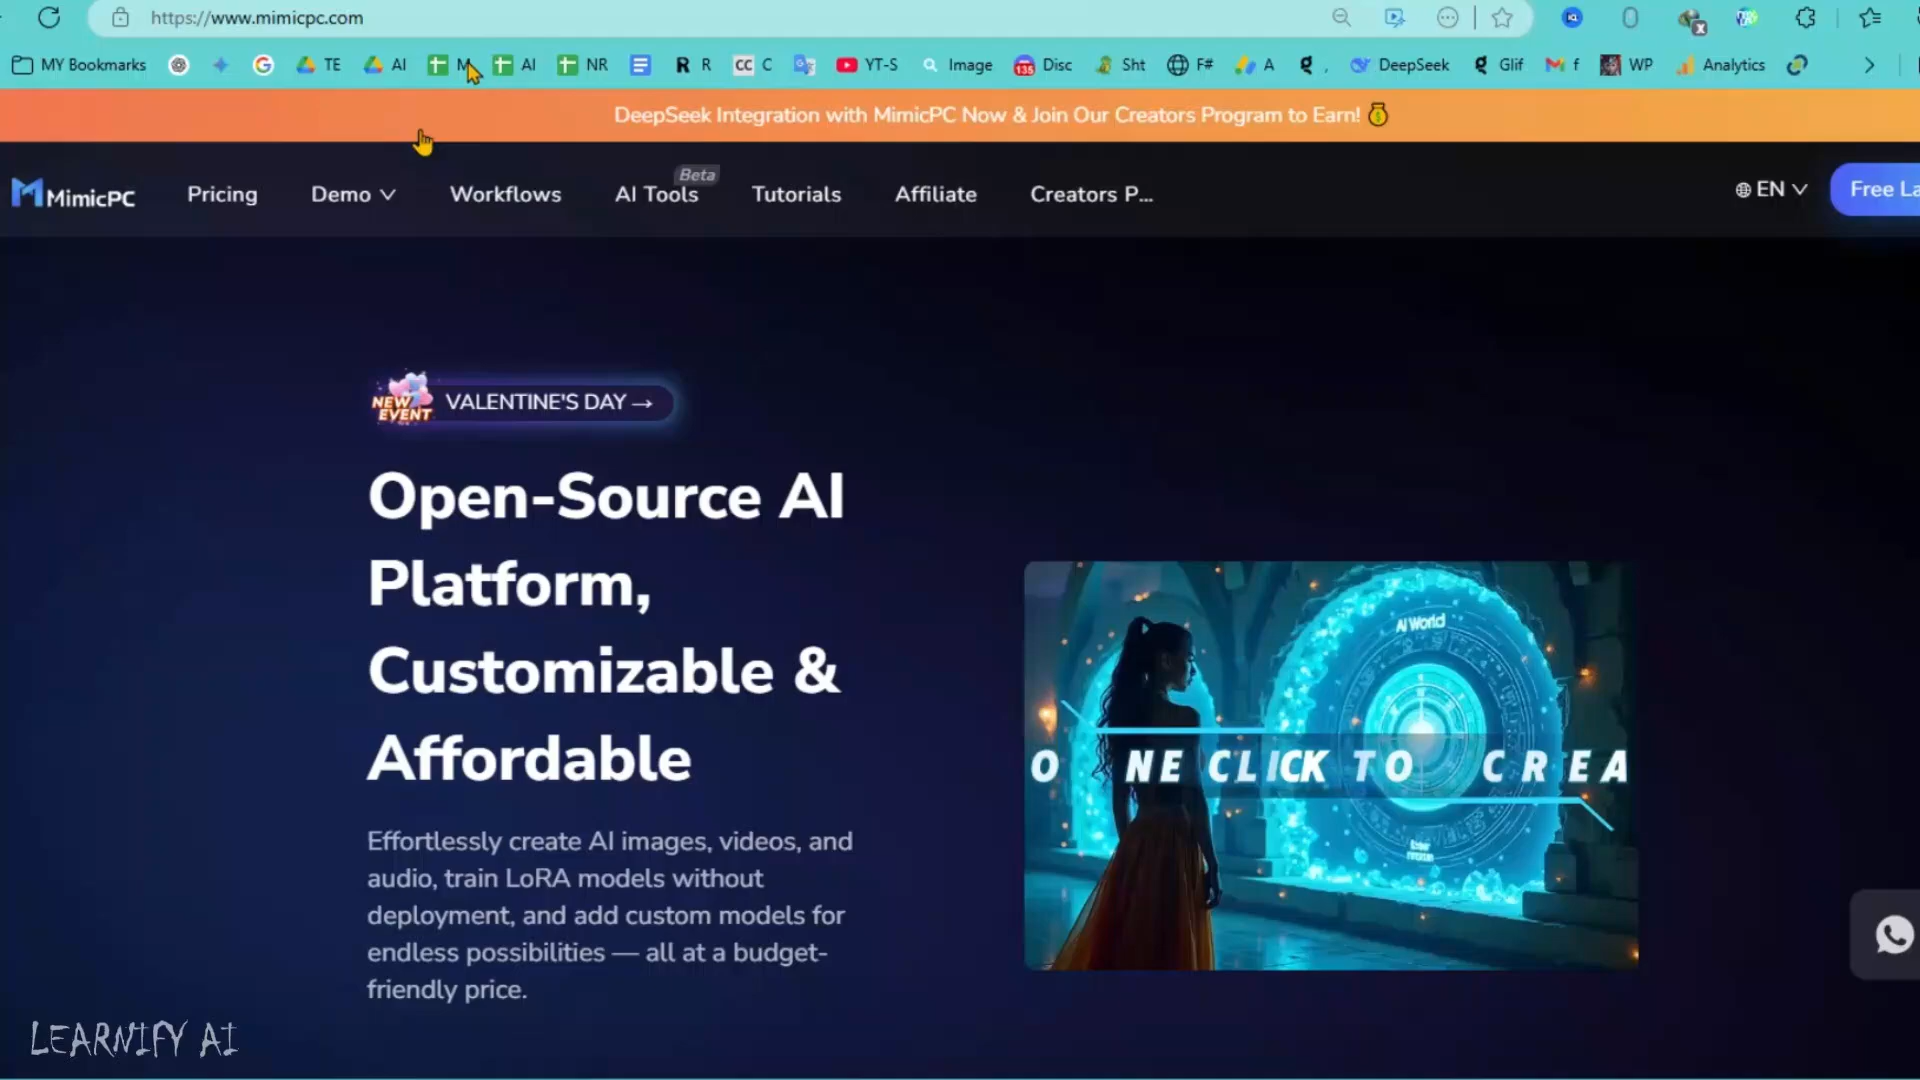 https://www.mimicpc.com
MY Bookmarks TE AI M AI NR R CC C YT-S Image 135 Disc Sht F# A DeepSeek Glif f WP Analytics
DeepSeek Integration with MimicPC Now & Join Our Creators Program to Earn!
MimicPC Pricing Demo Workflows AI Tools Beta Tutorials Affiliate Creators P... EN Free La
NEW EVENT VALENTINE'S DAY →
Open-Source AI
Platform,
Customizable &
Affordable
Effortlessly create AI images, videos, and
audio, train LoRA models without
deployment, and add custom models for
endless possibilities — all at a budget-
friendly price.
AI World
O NE CLICK TO CREA
LEARNIFY AI